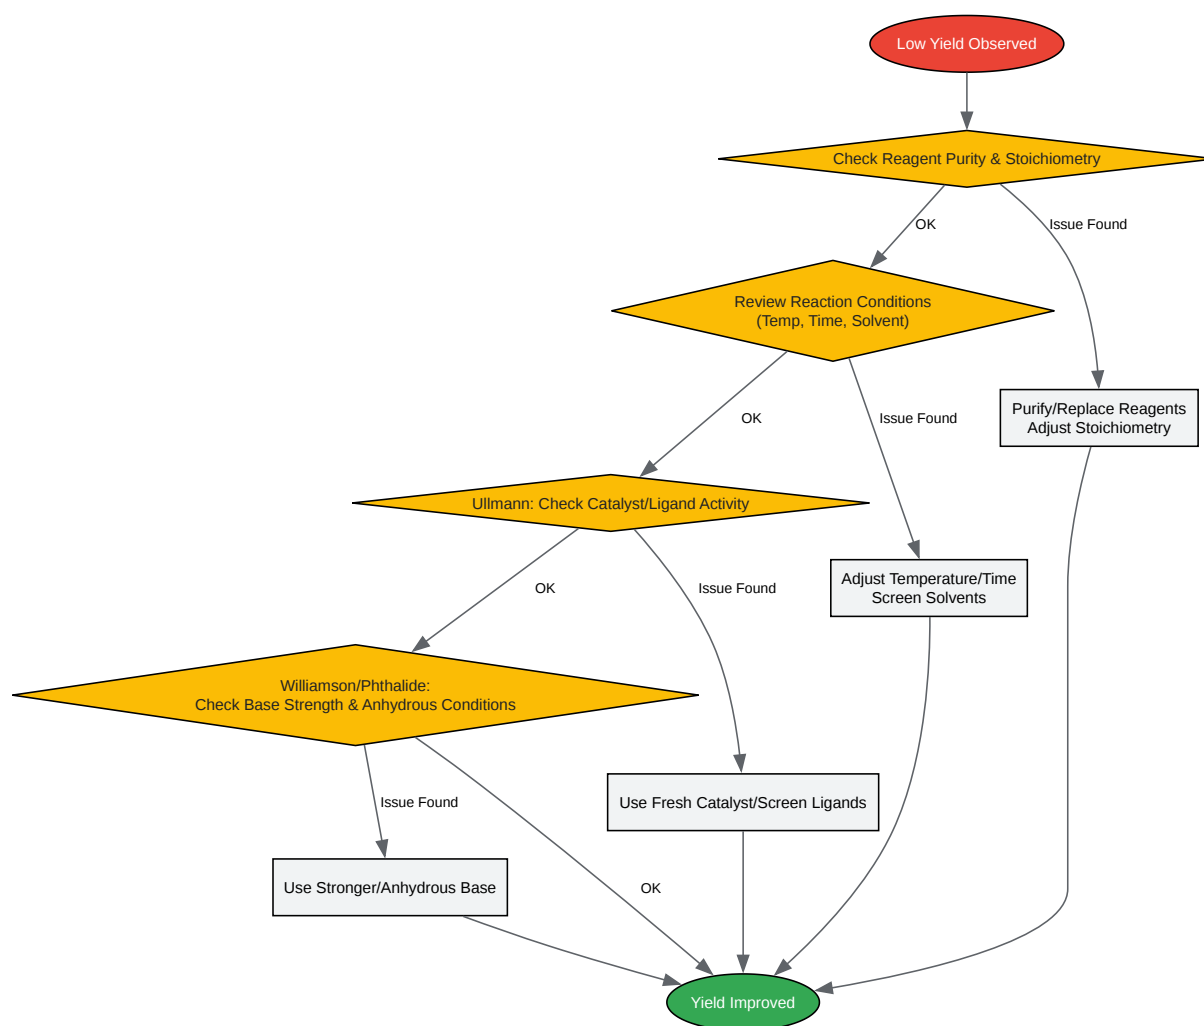 Low Yield Observed
Check Reagent Purity & Stoichiometry
OK
Issue Found
Review Reaction Conditions
(Temp, Time, Solvent)
OK
Issue Found
Purify/Replace Reagents
Adjust Stoichiometry
Ullmann: Check Catalyst/Ligand Activity
OK
Issue Found
Adjust Temperature/Time
Screen Solvents
Williamson/Phthalide:
Check Base Strength & Anhydrous Conditions
Issue Found
Use Fresh Catalyst/Screen Ligands
Use Stronger/Anhydrous Base
OK
Yield Improved